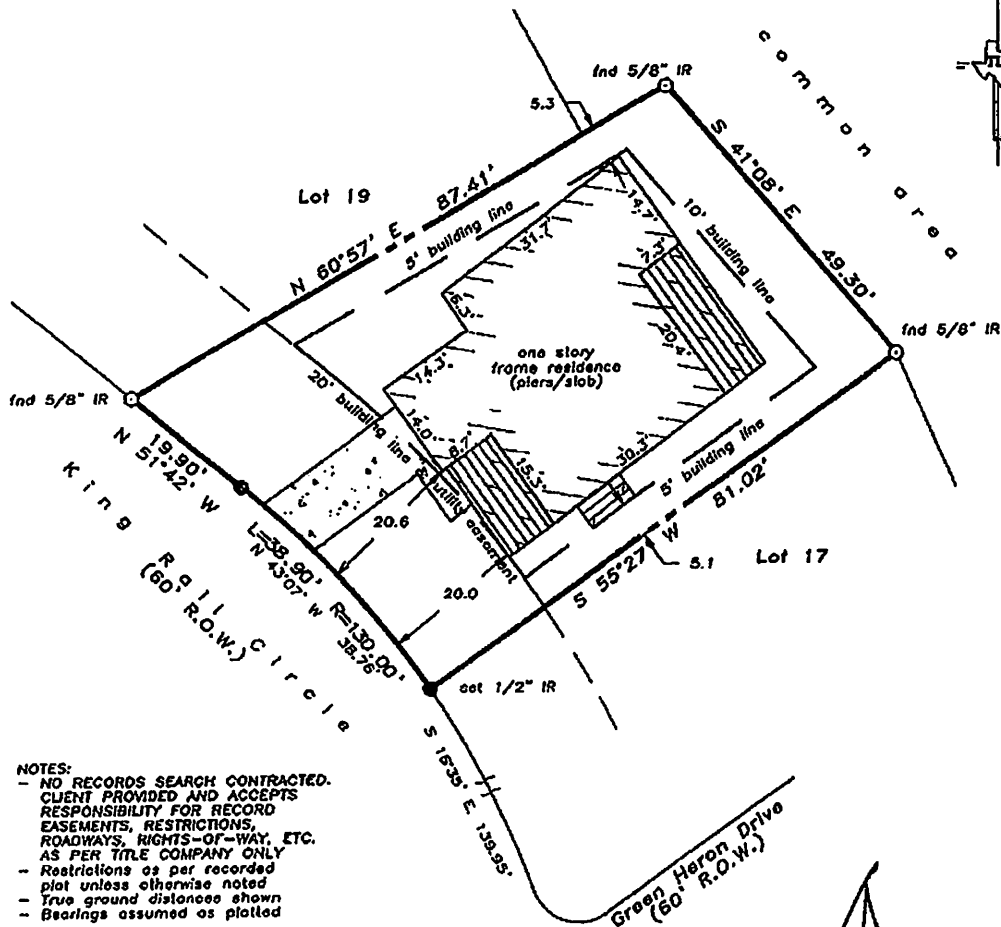 common area
fnd 5/8" IR
5.3
S 41°08' E 49.30'
Lot 19
N 60°57' E 87.41'
5' building line
10' building line
31.7'
14.7'
7.3'
20.4'
6.3'
14.3'
one story
frame residence
(piers/slab)
fnd 5/8" IR
fnd 5/8" IR
20' building line & utility easement
14.0'
8.7'
15.3'
30.3'
5' building line
19.90'
N 51°42' W
King Rail Circle
(60' R.O.W.)
L=38.90' R=130.00'
N 43°07' W 38.76'
20.6
20.0
S 55°27' W 81.02'
5.1
Lot 17
set 1/2" IR
S 16°35' E 139.95'
Green Heron Drive
(60' R.O.W.)
NOTES:
- NO RECORDS SEARCH CONTRACTED.
CLIENT PROVIDED AND ACCEPTS
RESPONSIBILITY FOR RECORD
EASEMENTS, RESTRICTIONS,
ROADWAYS, RIGHTS-OF-WAY, ETC.
AS PER TITLE COMPANY ONLY
- Restrictions as per recorded
plat unless otherwise noted
- True ground distances shown
- Bearings assumed as platted